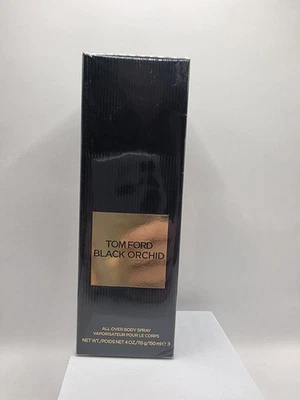 TOM FORD
BLACK ORCHID
ALL OVER BODY SPRAY
VAPORISATEUR POUR LE CORPS
NET WT./POIDS NET 4 OZ/115 g/150 ml ℮